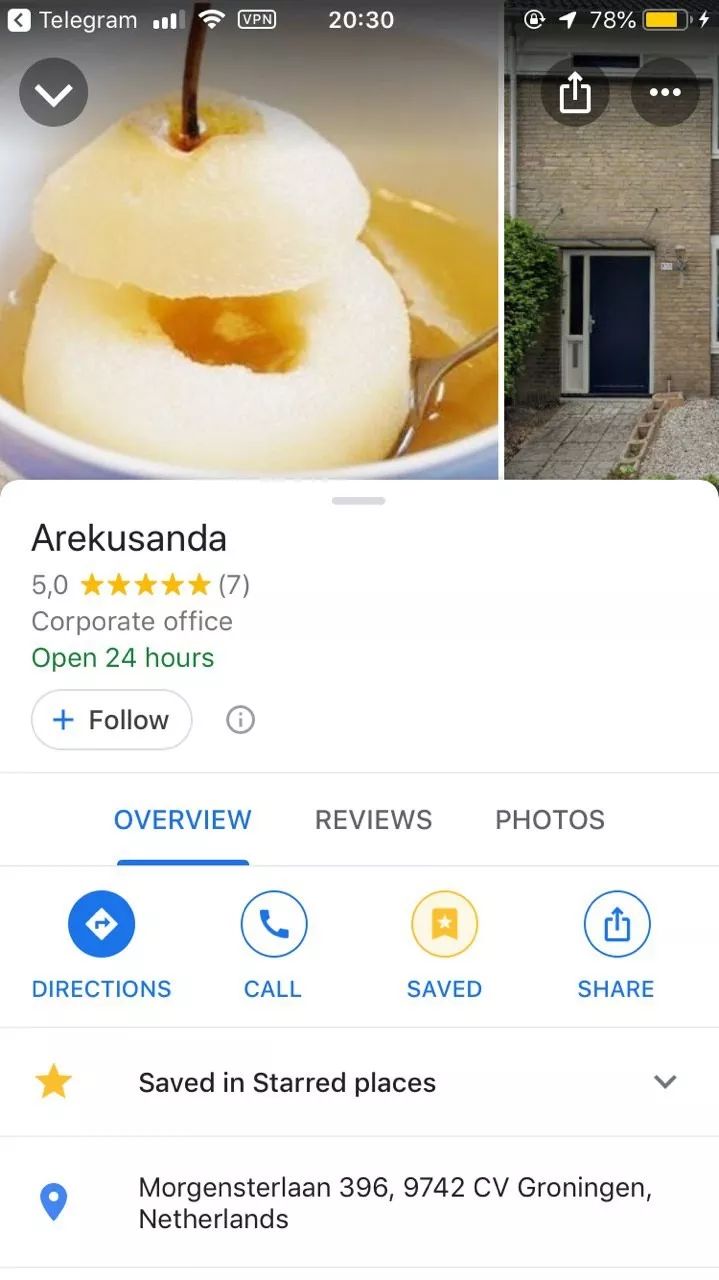 Telegram VPN 20:30 78%
Arekusanda
5,0 (7)
Corporate office
Open 24 hours
+ Follow
OVERVIEW REVIEWS PHOTOS
DIRECTIONS CALL SAVED SHARE
Saved in Starred places
Morgensterlaan 396, 9742 CV Groningen,
Netherlands